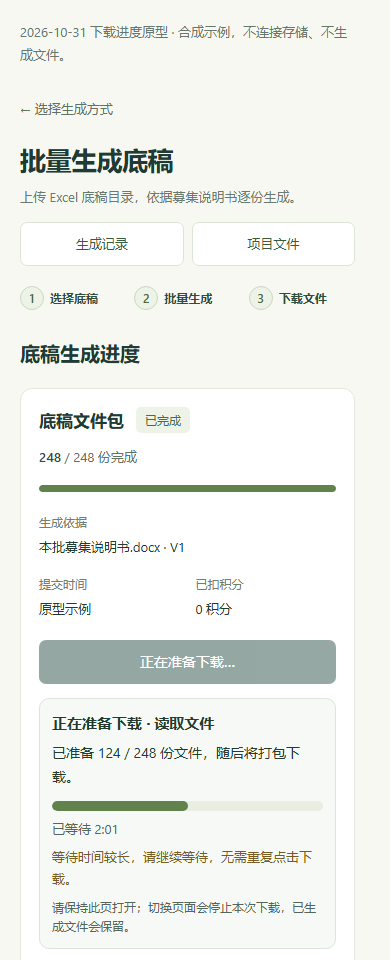 2026-10-31 下载进度原型 · 合成示例，不连接存储、不生
成文件。
← 选择生成方式
批量生成底稿
上传 Excel 底稿目录，依据募集说明书逐份生成。
生成记录 项目文件
1 选择底稿 2 批量生成 3 下载文件
底稿生成进度
底稿文件包 已完成
248 / 248 份完成
生成依据
本批募集说明书.docx · V1
提交时间 已扣积分
原型示例 0 积分
正在准备下载...
正在准备下载 · 读取文件
已准备 124 / 248 份文件，随后将打包下
载。
已等待 2:01
等待时间较长，请继续等待，无需重复点击下
载。
请保持此页打开；切换页面会停止本次下载，已生
成文件会保留。